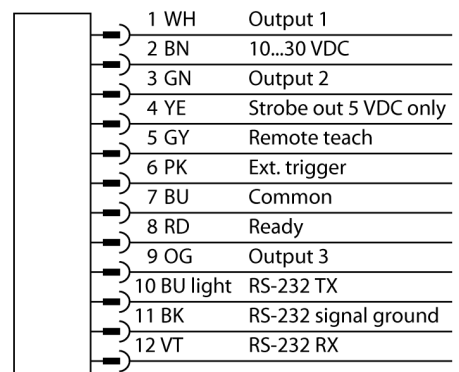 1 WH Output 1
2 BN 10...30 VDC
3 GN Output 2
4 YE Strobe out 5 VDC only
5 GY Remote teach
6 PK Ext. trigger
7 BU Common
8 RD Ready
9 OG Output 3
10 BU light RS-232 TX
11 BK RS-232 signal ground
12 VT RS-232 RX